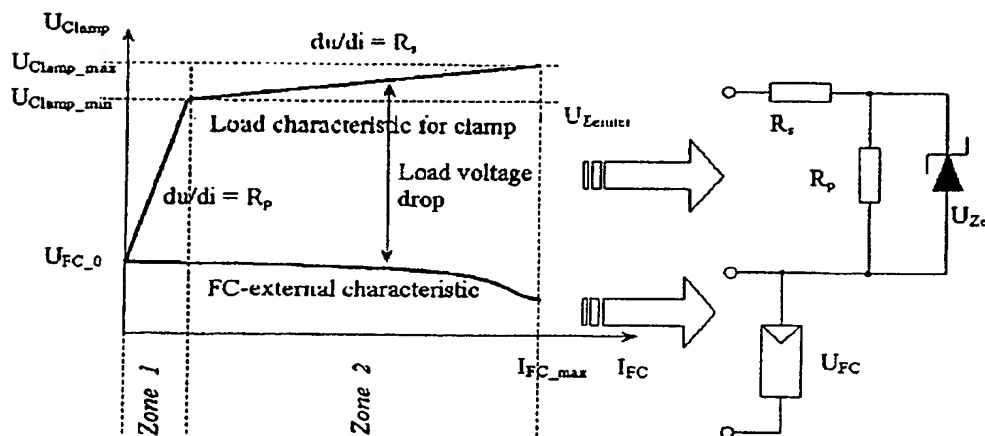 U_Clamp
du/di = R_s
U_Clamp_max
U_Clamp_min
Load characteristic for clamp
Load voltage
drop
du/di = R_p
U_FC_0
FC-external characteristic
I_FC_max
I_FC
Zone 1
Zone 2
R_s
R_p
U_Ze
U_FC